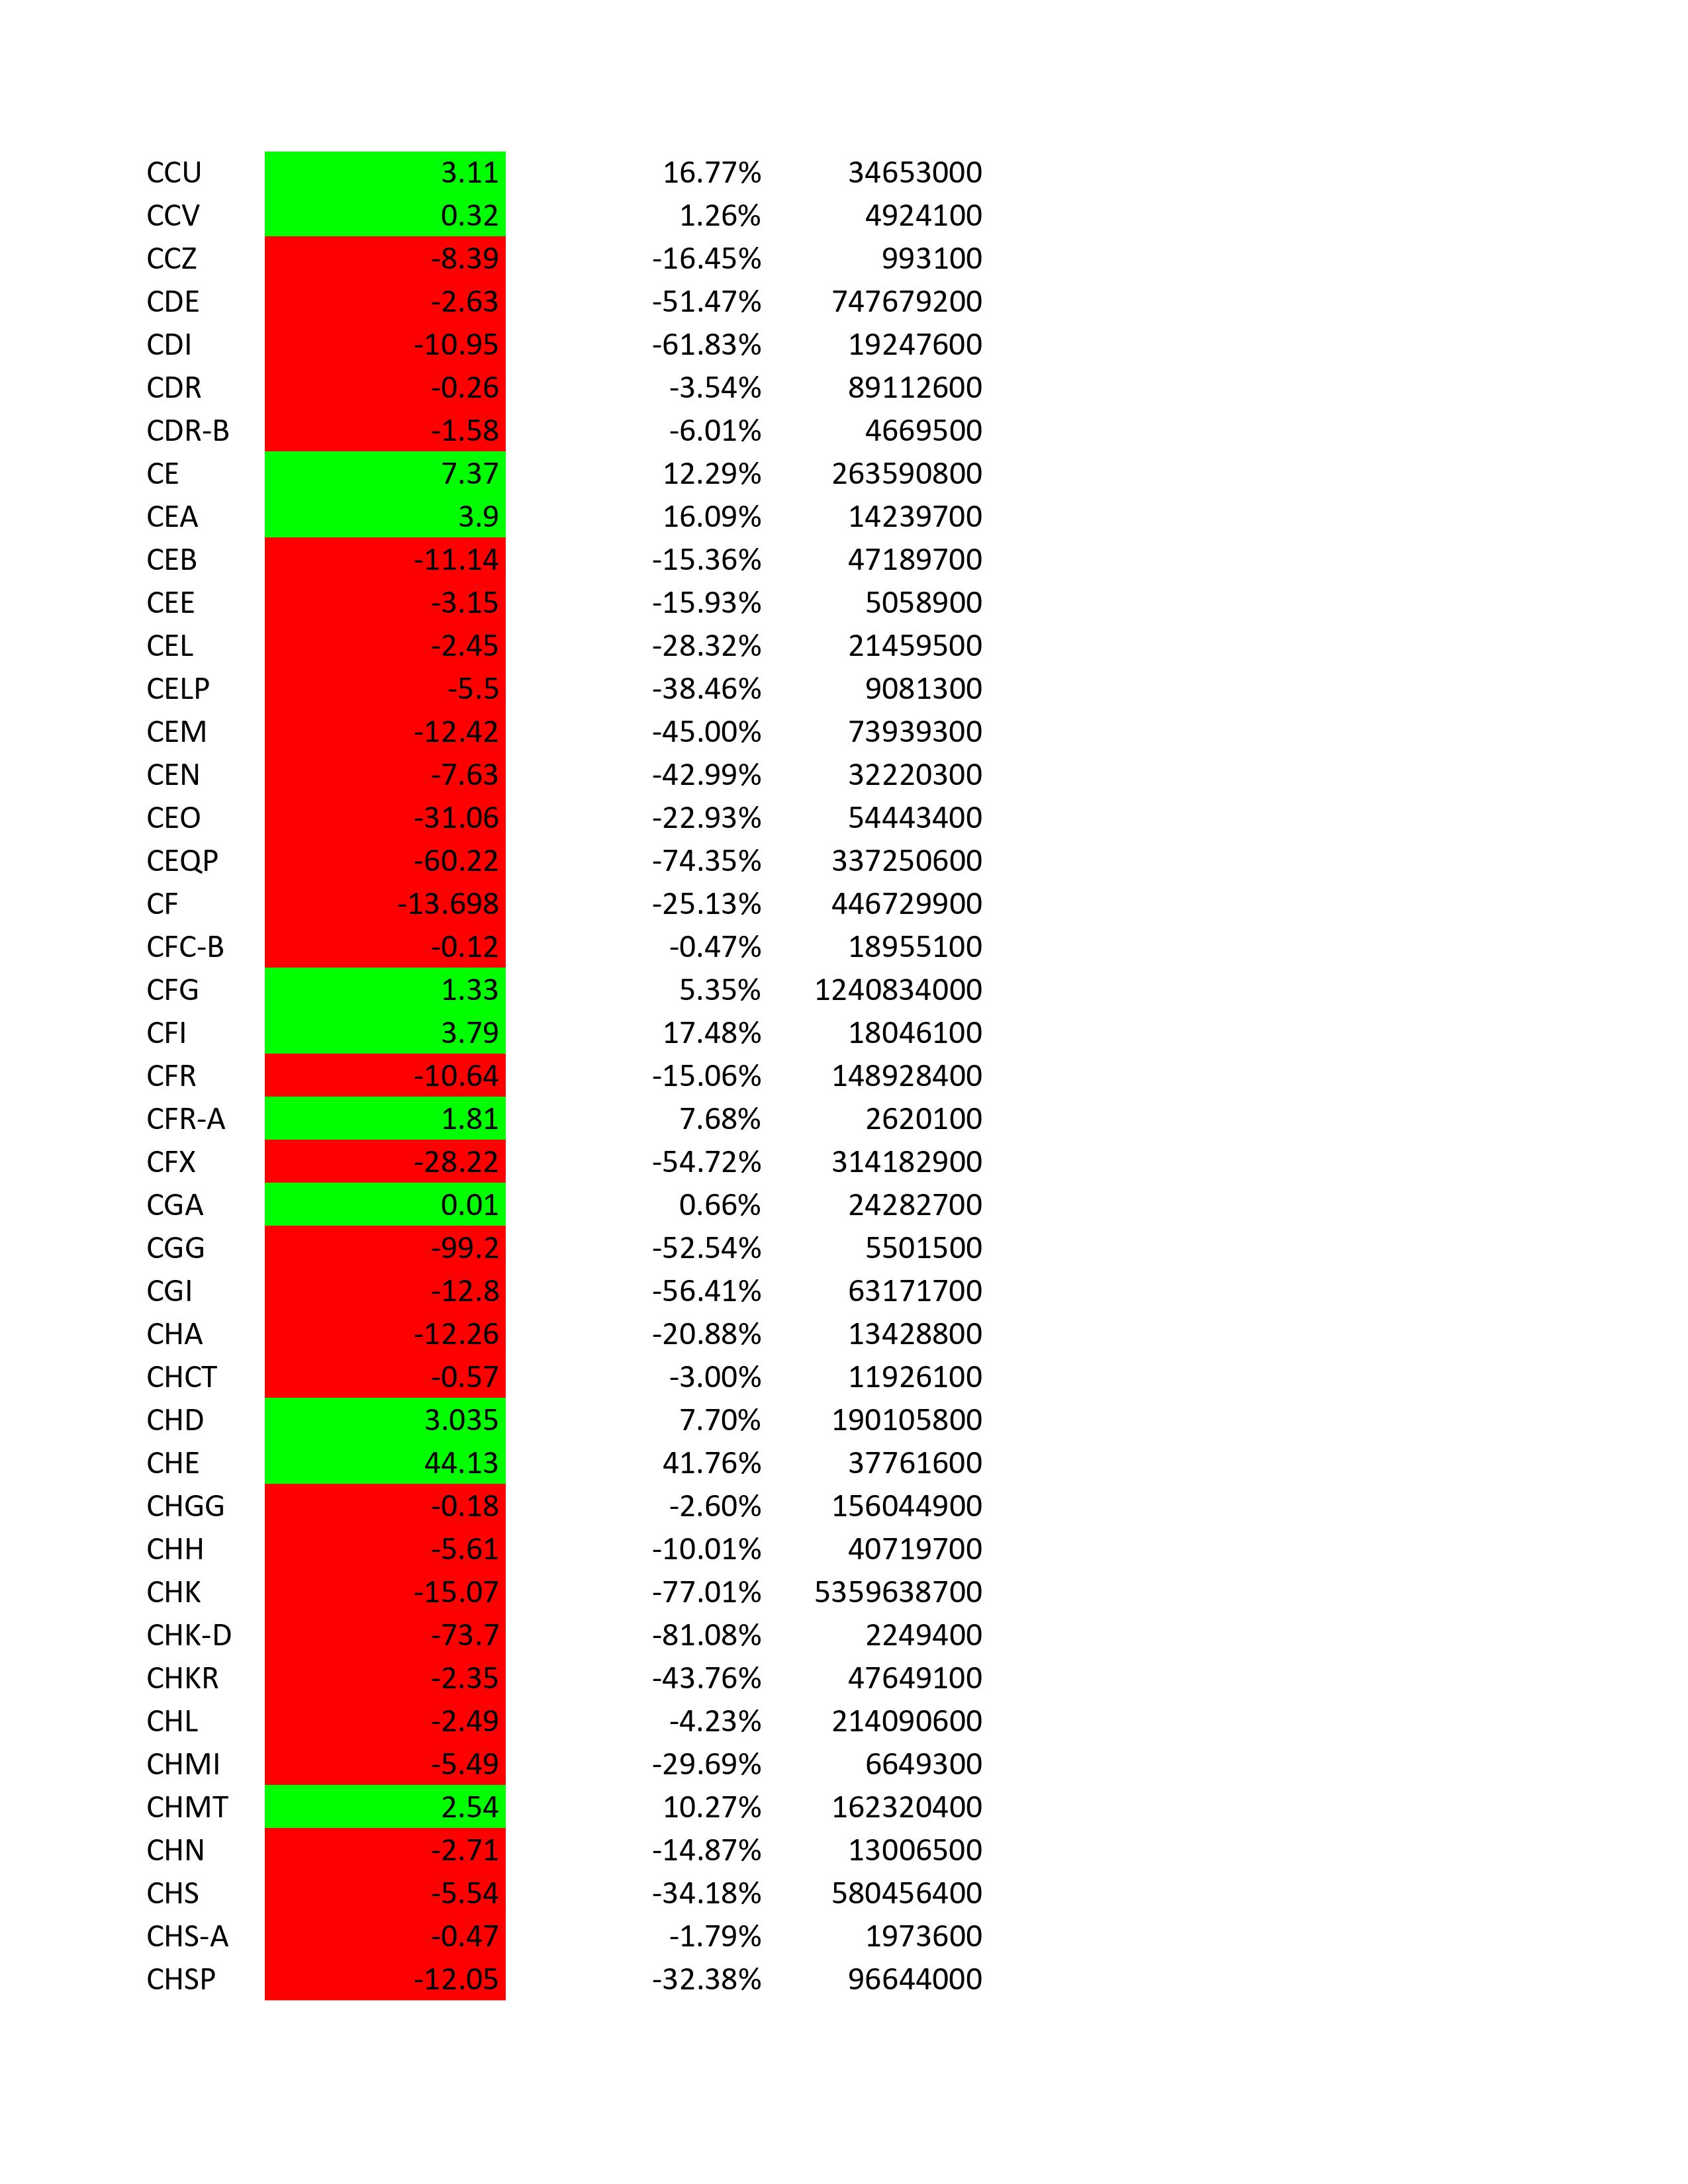 CCU 3.11 16.77% 34653000
CCV 0.32 1.26% 4924100
CCZ -8.39 -16.45% 993100
CDE -2.63 -51.47% 747679200
CDI -10.95 -61.83% 19247600
CDR -0.26 -3.54% 89112600
CDR-B -1.58 -6.01% 4669500
CE 7.37 12.29% 263590800
CEA 3.9 16.09% 14239700
CEB -11.14 -15.36% 47189700
CEE -3.15 -15.93% 5058900
CEL -2.45 -28.32% 21459500
CELP -5.5 -38.46% 9081300
CEM -12.42 -45.00% 73939300
CEN -7.63 -42.99% 32220300
CEO -31.06 -22.93% 54443400
CEQP -60.22 -74.35% 337250600
CF -13.698 -25.13% 446729900
CFC-B -0.12 -0.47% 18955100
CFG 1.33 5.35% 1240834000
CFI 3.79 17.48% 18046100
CFR -10.64 -15.06% 148928400
CFR-A 1.81 7.68% 2620100
CFX -28.22 -54.72% 314182900
CGA 0.01 0.66% 24282700
CGG -99.2 -52.54% 5501500
CGI -12.8 -56.41% 63171700
CHA -12.26 -20.88% 13428800
CHCT -0.57 -3.00% 11926100
CHD 3.035 7.70% 190105800
CHE 44.13 41.76% 37761600
CHGG -0.18 -2.60% 156044900
CHH -5.61 -10.01% 40719700
CHK -15.07 -77.01% 5359638700
CHK-D -73.7 -81.08% 2249400
CHKR -2.35 -43.76% 47649100
CHL -2.49 -4.23% 214090600
CHMI -5.49 -29.69% 6649300
CHMT 2.54 10.27% 162320400
CHN -2.71 -14.87% 13006500
CHS -5.54 -34.18% 580456400
CHS-A -0.47 -1.79% 1973600
CHSP -12.05 -32.38% 96644000